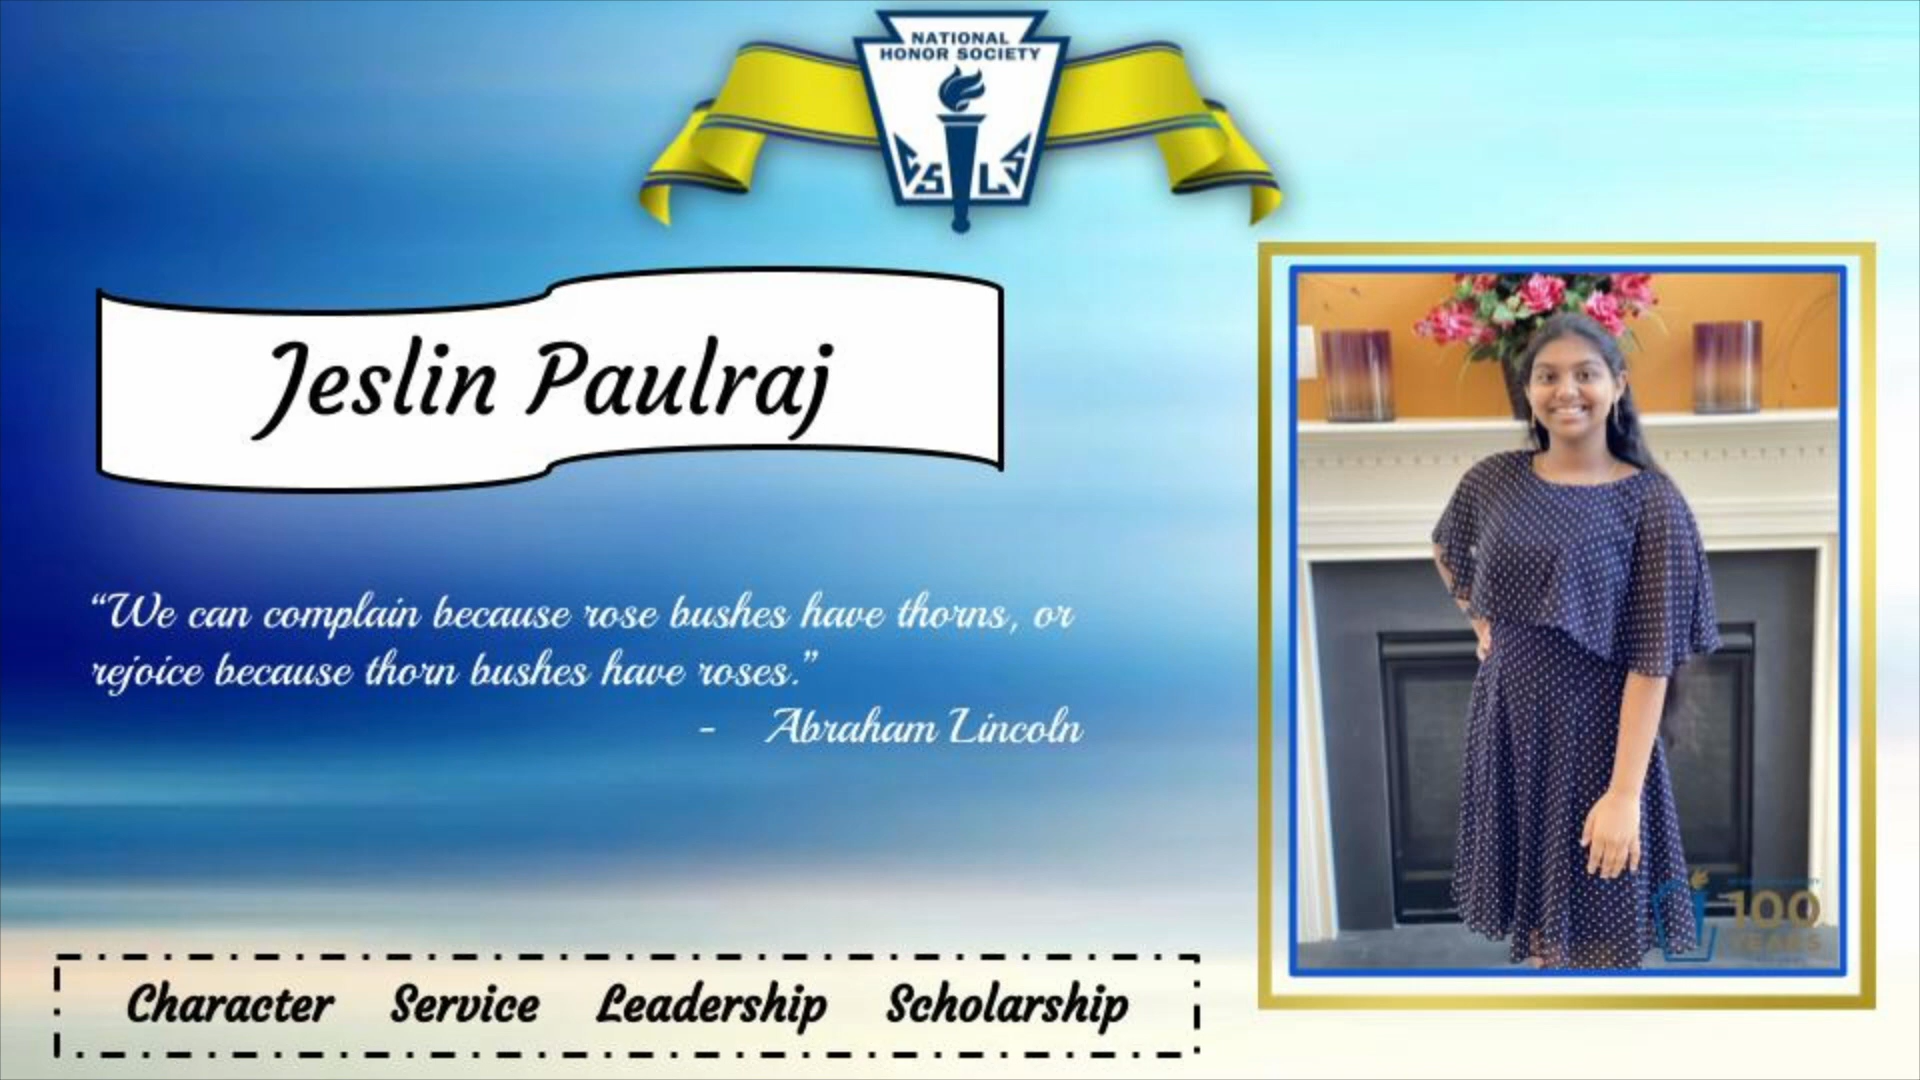 NATIONAL
HONOR SOCIETY
C S L S
Jeslin Paulraj
“We can complain because rose bushes have thorns, or
rejoice because thorn bushes have roses.”
- Abraham Lincoln
100
YEARS
Character Service Leadership Scholarship